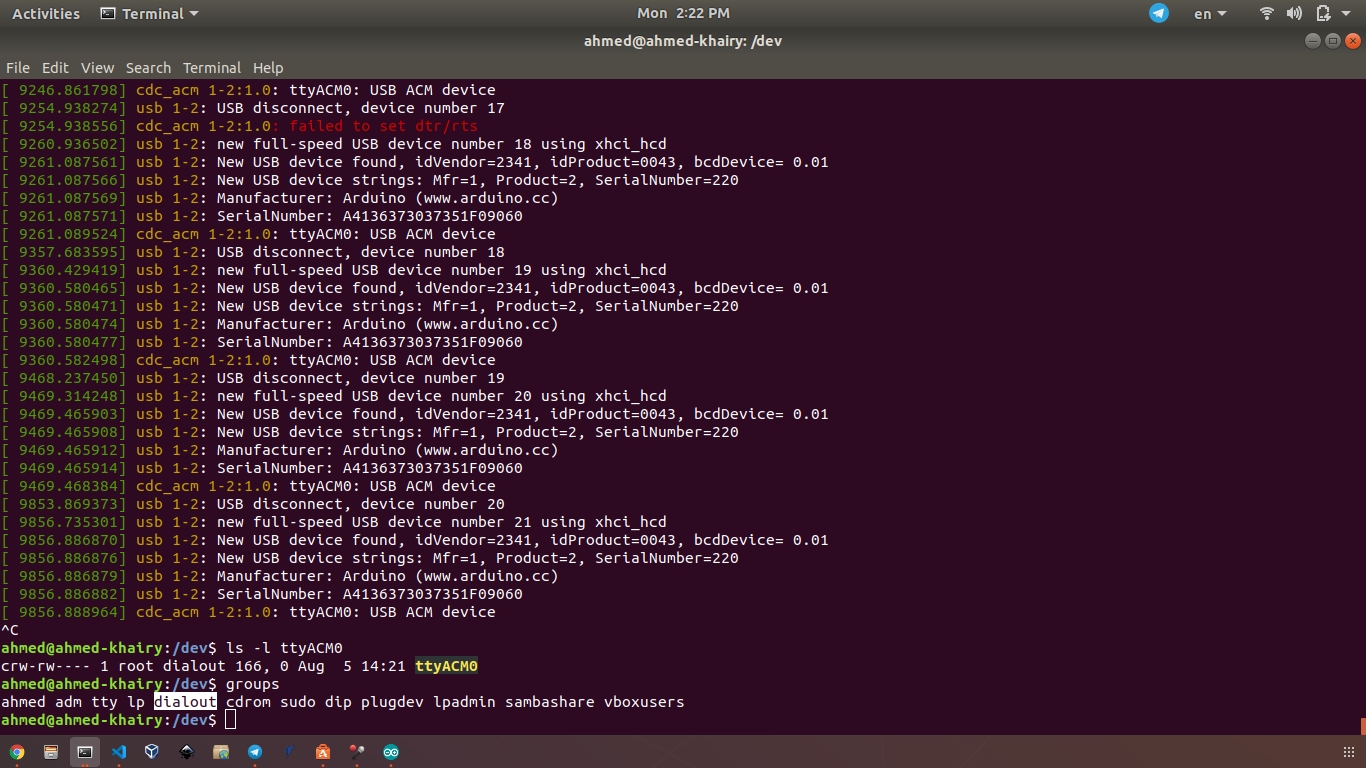 Activities Terminal Mon 2:22 PM en
ahmed@ahmed-khairy: /dev
File Edit View Search Terminal Help
[ 9246.861798] cdc_acm 1-2:1.0: ttyACM0: USB ACM device
[ 9254.938274] usb 1-2: USB disconnect, device number 17
[ 9254.938556] cdc_acm 1-2:1.0: failed to set dtr/rts
[ 9260.936502] usb 1-2: new full-speed USB device number 18 using xhci_hcd
[ 9261.087561] usb 1-2: New USB device found, idVendor=2341, idProduct=0043, bcdDevice= 0.01
[ 9261.087566] usb 1-2: New USB device strings: Mfr=1, Product=2, SerialNumber=220
[ 9261.087569] usb 1-2: Manufacturer: Arduino (www.arduino.cc)
[ 9261.087571] usb 1-2: SerialNumber: A4136373037351F09060
[ 9261.089524] cdc_acm 1-2:1.0: ttyACM0: USB ACM device
[ 9357.683595] usb 1-2: USB disconnect, device number 18
[ 9360.429419] usb 1-2: new full-speed USB device number 19 using xhci_hcd
[ 9360.580465] usb 1-2: New USB device found, idVendor=2341, idProduct=0043, bcdDevice= 0.01
[ 9360.580471] usb 1-2: New USB device strings: Mfr=1, Product=2, SerialNumber=220
[ 9360.580474] usb 1-2: Manufacturer: Arduino (www.arduino.cc)
[ 9360.580477] usb 1-2: SerialNumber: A4136373037351F09060
[ 9360.582498] cdc_acm 1-2:1.0: ttyACM0: USB ACM device
[ 9468.237450] usb 1-2: USB disconnect, device number 19
[ 9469.314248] usb 1-2: new full-speed USB device number 20 using xhci_hcd
[ 9469.465903] usb 1-2: New USB device found, idVendor=2341, idProduct=0043, bcdDevice= 0.01
[ 9469.465908] usb 1-2: New USB device strings: Mfr=1, Product=2, SerialNumber=220
[ 9469.465912] usb 1-2: Manufacturer: Arduino (www.arduino.cc)
[ 9469.465914] usb 1-2: SerialNumber: A4136373037351F09060
[ 9469.468384] cdc_acm 1-2:1.0: ttyACM0: USB ACM device
[ 9853.869373] usb 1-2: USB disconnect, device number 20
[ 9856.735301] usb 1-2: new full-speed USB device number 21 using xhci_hcd
[ 9856.886870] usb 1-2: New USB device found, idVendor=2341, idProduct=0043, bcdDevice= 0.01
[ 9856.886876] usb 1-2: New USB device strings: Mfr=1, Product=2, SerialNumber=220
[ 9856.886879] usb 1-2: Manufacturer: Arduino (www.arduino.cc)
[ 9856.886882] usb 1-2: SerialNumber: A4136373037351F09060
[ 9856.888964] cdc_acm 1-2:1.0: ttyACM0: USB ACM device
^C
ahmed@ahmed-khairy:/dev$ ls -l ttyACM0
crw-rw---- 1 root dialout 166, 0 Aug  5 14:21 ttyACM0
ahmed@ahmed-khairy:/dev$ groups
ahmed adm tty lp dialout cdrom sudo dip plugdev lpadmin sambashare vboxusers
ahmed@ahmed-khairy:/dev$